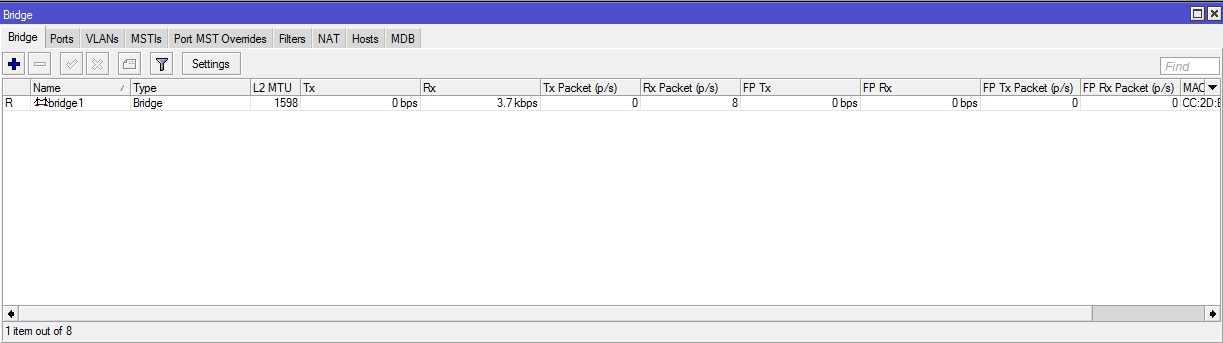 Bridge
Bridge Ports VLANs MSTIs Port MST Overrides Filters NAT Hosts MDB
Settings Find
Name Type L2 MTU Tx Rx Tx Packet (p/s) Rx Packet (p/s) FP Tx FP Rx FP Tx Packet (p/s) FP Rx Packet (p/s) MAC
R bridge1 Bridge 1598 0 bps 3.7 kbps 0 8 0 bps 0 bps 0 0 CC:2D:E
1 item out of 8